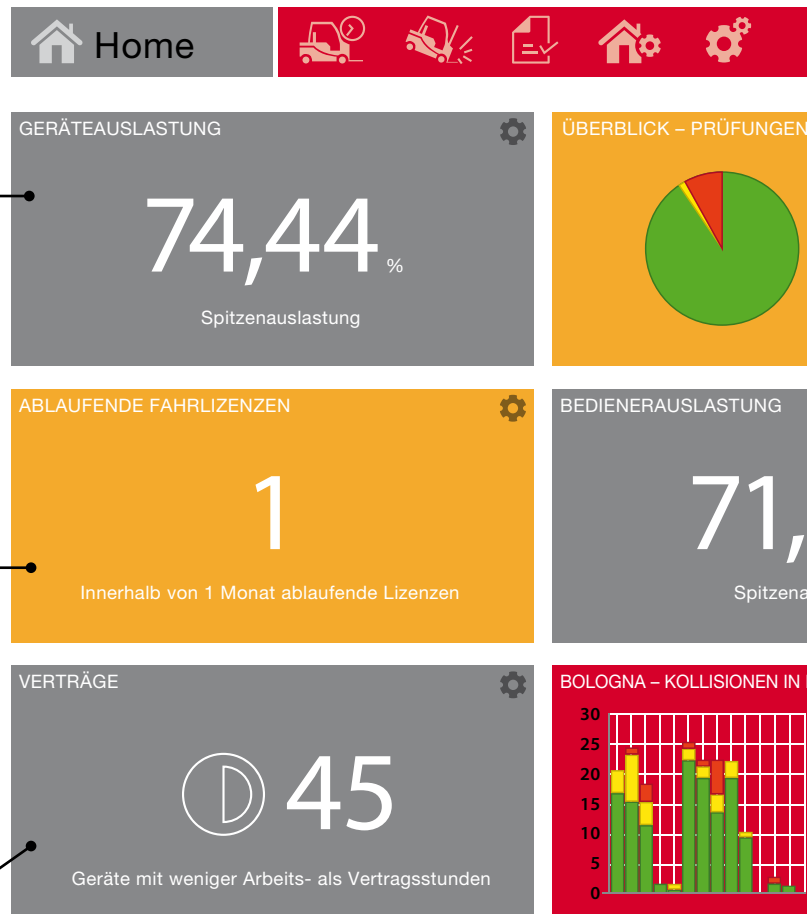 Home
GERÄTEAUSLASTUNG
74,44 %
Spitzenauslastung
ÜBERBLICK – PRÜFUNGEN
ABLAUFENDE FAHRLIZENZEN
1
Innerhalb von 1 Monat ablaufende Lizenzen
BEDIENERAUSLASTUNG
71,
Spitzena
VERTRÄGE
45
Geräte mit weniger Arbeits- als Vertragsstunden
BOLOGNA – KOLLISIONEN IN
30
25
20
15
10
5
0